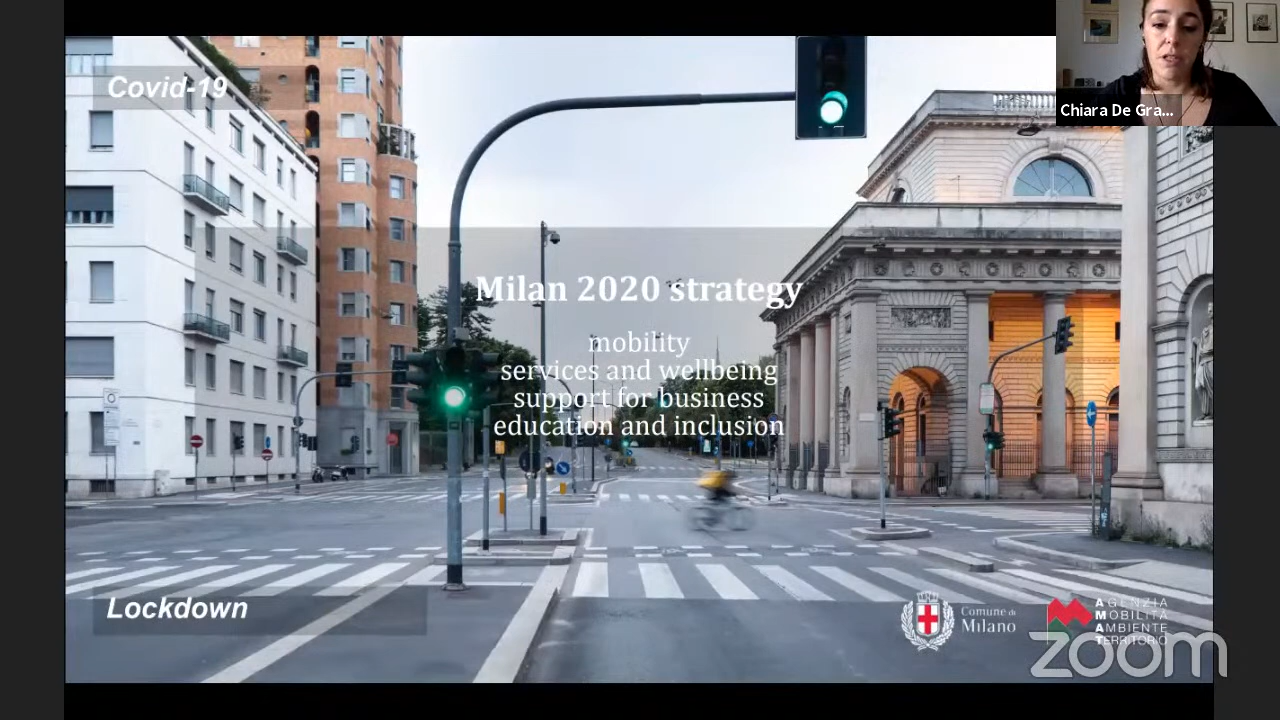 Covid-19
Chiara De Gra...
Milan 2020 strategy
mobility
services and wellbeing
support for business
education and inclusion
Lockdown
Comune di
Milano
AGENZIA
MOBILITÀ
AMBIENTE
TERRITORIO
zoom